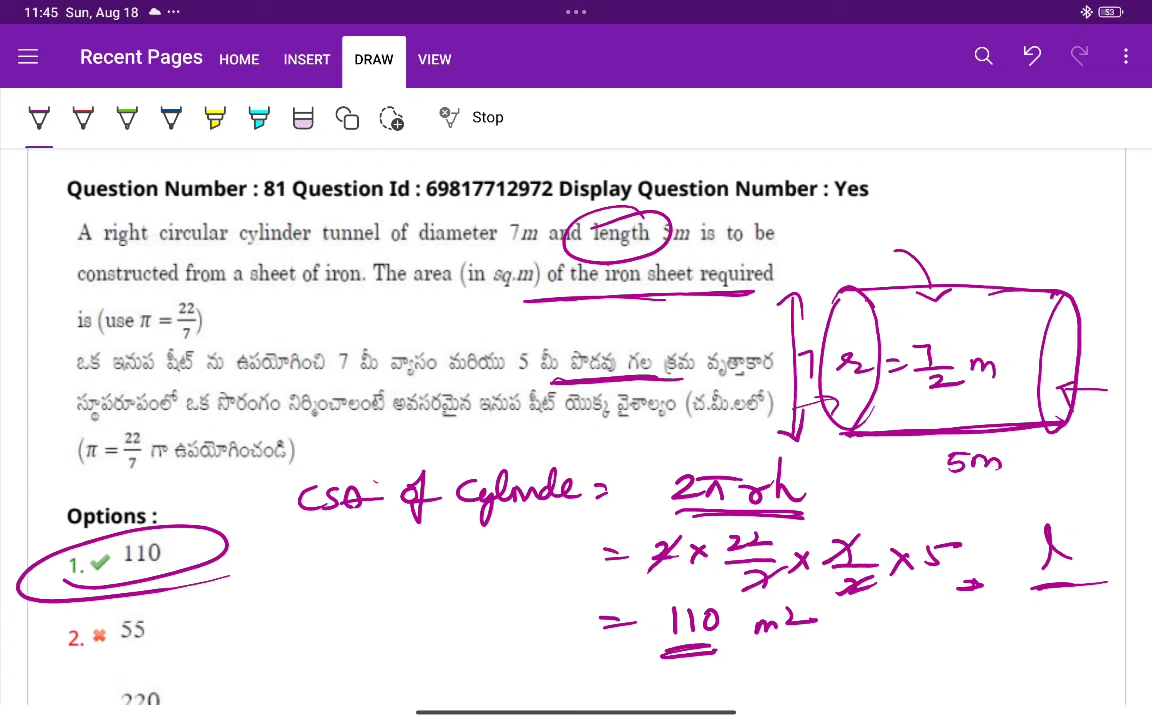 11:45 Sun, Aug 18
53
Recent Pages HOME INSERT DRAW VIEW
Stop
Question Number : 81 Question Id : 69817712972 Display Question Number : Yes
A right circular cylinder tunnel of diameter 7m and length 5m is to be
constructed from a sheet of iron. The area (in sq.m) of the iron sheet required
is (use π = 22/7)
ఒక ఇనుప షీట్ ను ఉపయోగించి 7 మీ వ్యాసం మరియు 5 మీ పొడవు గల క్రమ వృత్తాకార
స్థూపరూపంలో ఒక సొరంగం నిర్మించాలంటే అవసరమైన ఇనుప షీట్ యొక్క వైశాల్యం (చ.మీ.లలో)
(π = 22/7 గా ఉపయోగించండి)
7 r = 7/2 m
5m
CSA of Cylinde = 2πrh
Options :
1. 110
= 2 × 22/7 × 7/2 × 5
= 110 m2
2. 55
220